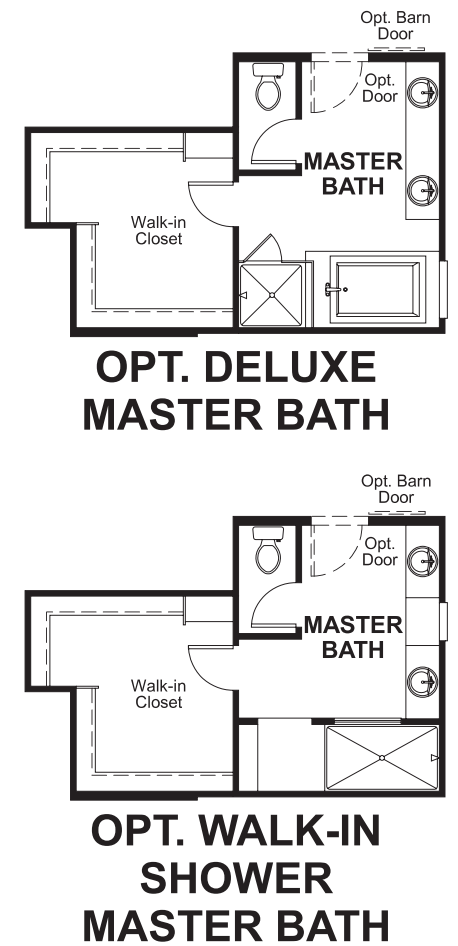 Opt. Barn
Door
Opt.
Door
MASTER
BATH
Walk-in
Closet
OPT. DELUXE
MASTER BATH
Opt. Barn
Door
Opt.
Door
MASTER
BATH
Walk-in
Closet
OPT. WALK-IN
SHOWER
MASTER BATH